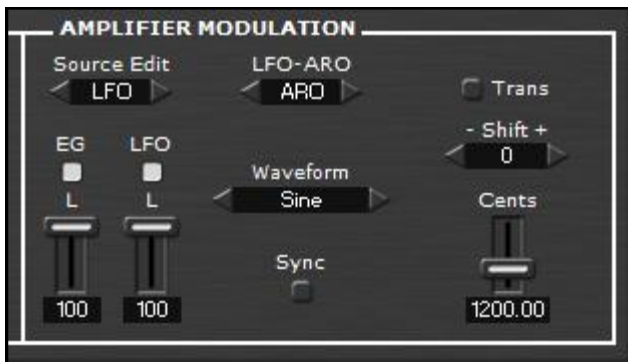 AMPLIFIER MODULATION
Source Edit
LFO
LFO-ARO
ARO
Trans
- Shift +
0
EG
LFO
L
L
Waveform
Sine
Cents
Sync
100
100
1200.00